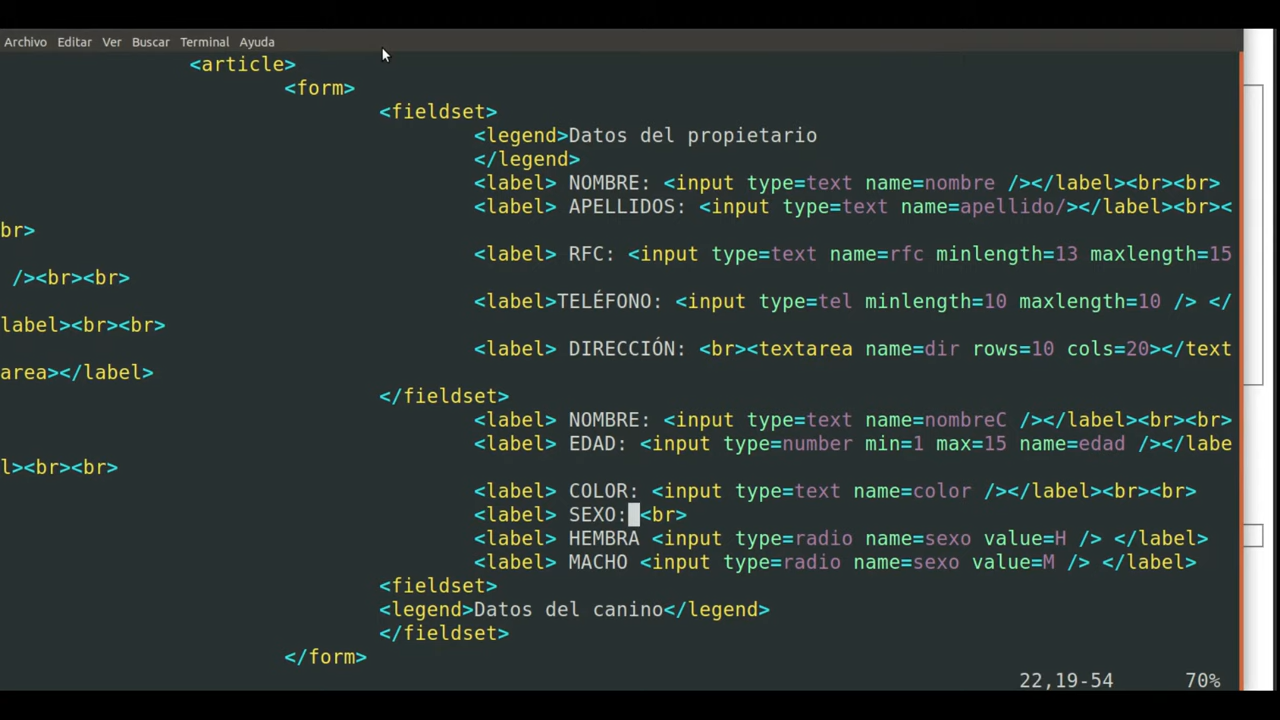 Archivo Editar Ver Buscar Terminal Ayuda
<article>
<form>
<fieldset>
<legend>Datos del propietario
</legend>
<label> NOMBRE: <input type=text name=nombre /></label><br><br>
<label> APELLIDOS: <input type=text name=apellido/></label><br><
br>
<label> RFC: <input type=text name=rfc minlength=13 maxlength=15
/><br><br>
<label>TELÉFONO: <input type=tel minlength=10 maxlength=10 /> </
label><br><br>
<label> DIRECCIÓN: <br><textarea name=dir rows=10 cols=20></text
area></label>
</fieldset>
<label> NOMBRE: <input type=text name=nombreC /></label><br><br>
<label> EDAD: <input type=number min=1 max=15 name=edad /></labe
l><br><br>
<label> COLOR: <input type=text name=color /></label><br><br>
<label> SEXO: <br>
<label> HEMBRA <input type=radio name=sexo value=H /> </label>
<label> MACHO <input type=radio name=sexo value=M /> </label>
<fieldset>
<legend>Datos del canino</legend>
</fieldset>
</form>
22,19-54 70%